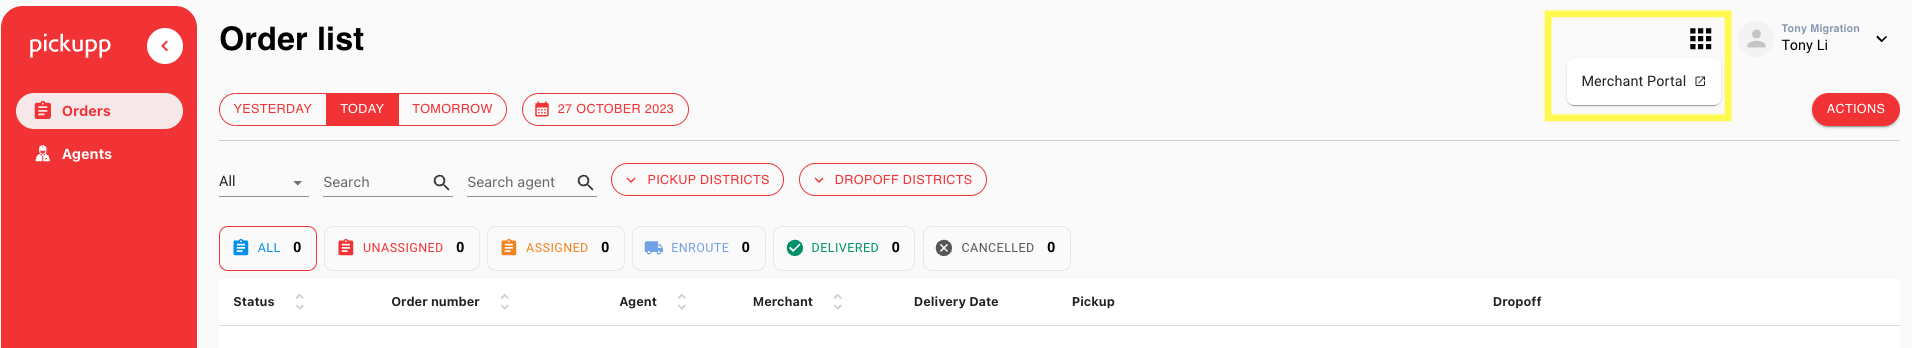 pickupp
Orders
Agents
Order list
Merchant Portal
Tony Migration
Tony Li
YESTERDAY TODAY TOMORROW 27 OCTOBER 2023
ACTIONS
All Search Search agent PICKUP DISTRICTS DROPOFF DISTRICTS
ALL 0 UNASSIGNED 0 ASSIGNED 0 ENROUTE 0 DELIVERED 0 CANCELLED 0
Status Order number Agent Merchant Delivery Date Pickup Dropoff